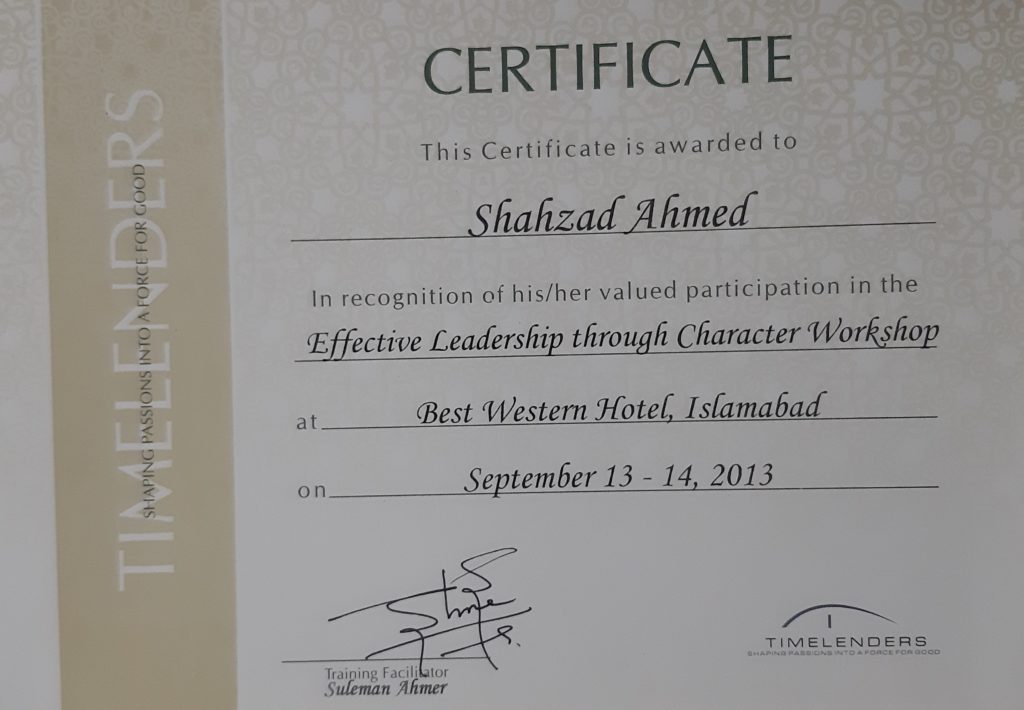 TIMELENDERS
SHAPING PASSIONS INTO A FORCE FOR GOOD
CERTIFICATE
This Certificate is awarded to
Shahzad Ahmed
In recognition of his/her valued participation in the
Effective Leadership through Character Workshop
at Best Western Hotel, Islamabad
on September 13 - 14, 2013
Training Facilitator
Suleman Ahmer
TIMELENDERS
SHAPING PASSIONS INTO A FORCE FOR GOOD